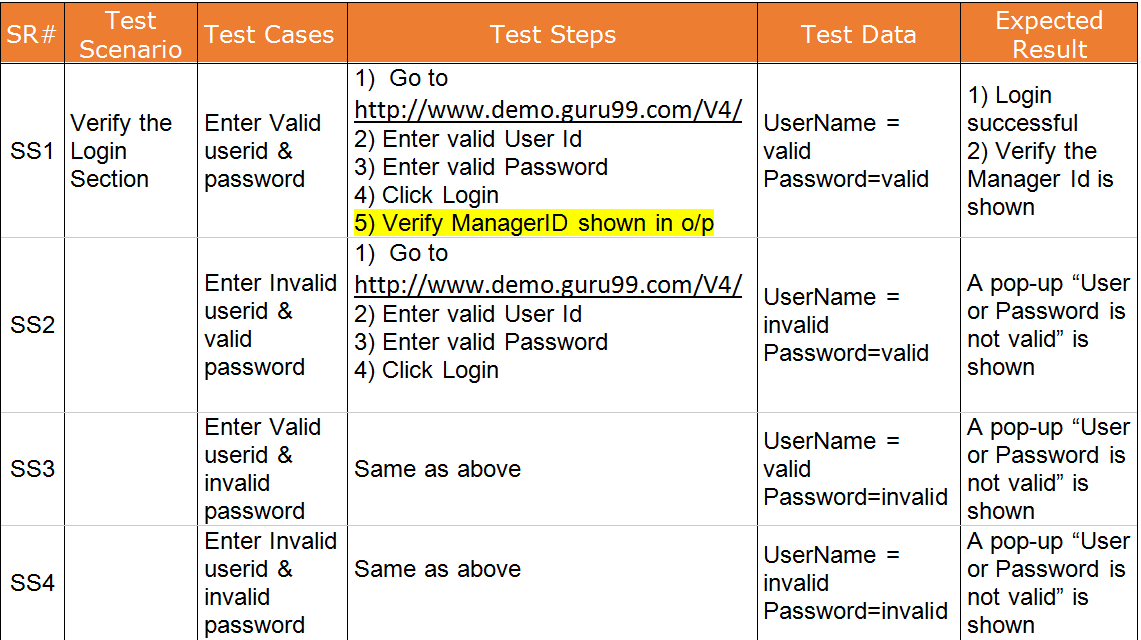 SR#
Test
Scenario
Test Cases
Test Steps
Test Data
Expected
Result
SS1
Verify the
Login
Section
Enter Valid
userid &
password
1) Go to
http://www.demo.guru99.com/V4/
2) Enter valid User Id
3) Enter valid Password
4) Click Login
5) Verify ManagerID shown in o/p
UserName =
valid
Password=valid
1) Login
successful
2) Verify the
Manager Id is
shown
SS2
Enter Invalid
userid &
valid
password
1) Go to
http://www.demo.guru99.com/V4/
2) Enter valid User Id
3) Enter valid Password
4) Click Login
UserName =
invalid
Password=valid
A pop-up “User
or Password is
not valid” is
shown
SS3
Enter Valid
userid &
invalid
password
Same as above
UserName =
valid
Password=invalid
A pop-up “User
or Password is
not valid” is
shown
SS4
Enter Invalid
userid &
invalid
password
Same as above
UserName =
invalid
Password=invalid
A pop-up “User
or Password is
not valid” is
shown